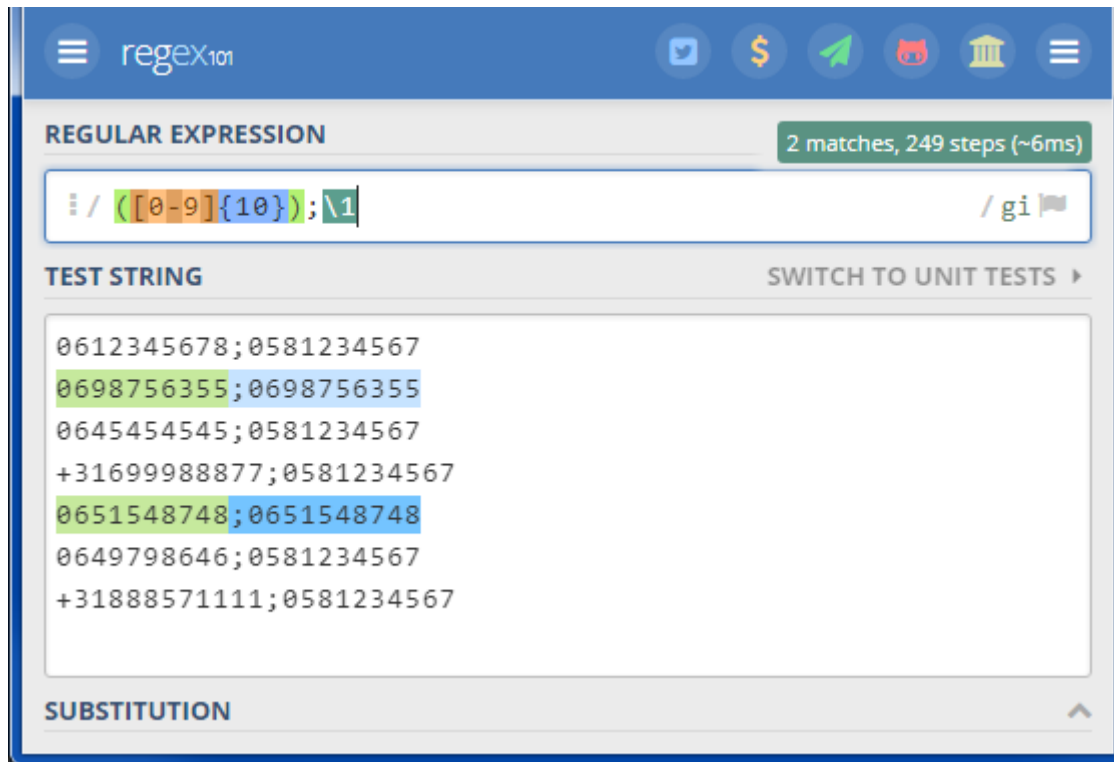 regex101
REGULAR EXPRESSION
2 matches, 249 steps (~6ms)
/ ([0-9]{10});\1 / gi
TEST STRING
SWITCH TO UNIT TESTS
0612345678;0581234567
0698756355;0698756355
0645454545;0581234567
+31699988877;0581234567
0651548748;0651548748
0649798646;0581234567
+31888571111;0581234567
SUBSTITUTION